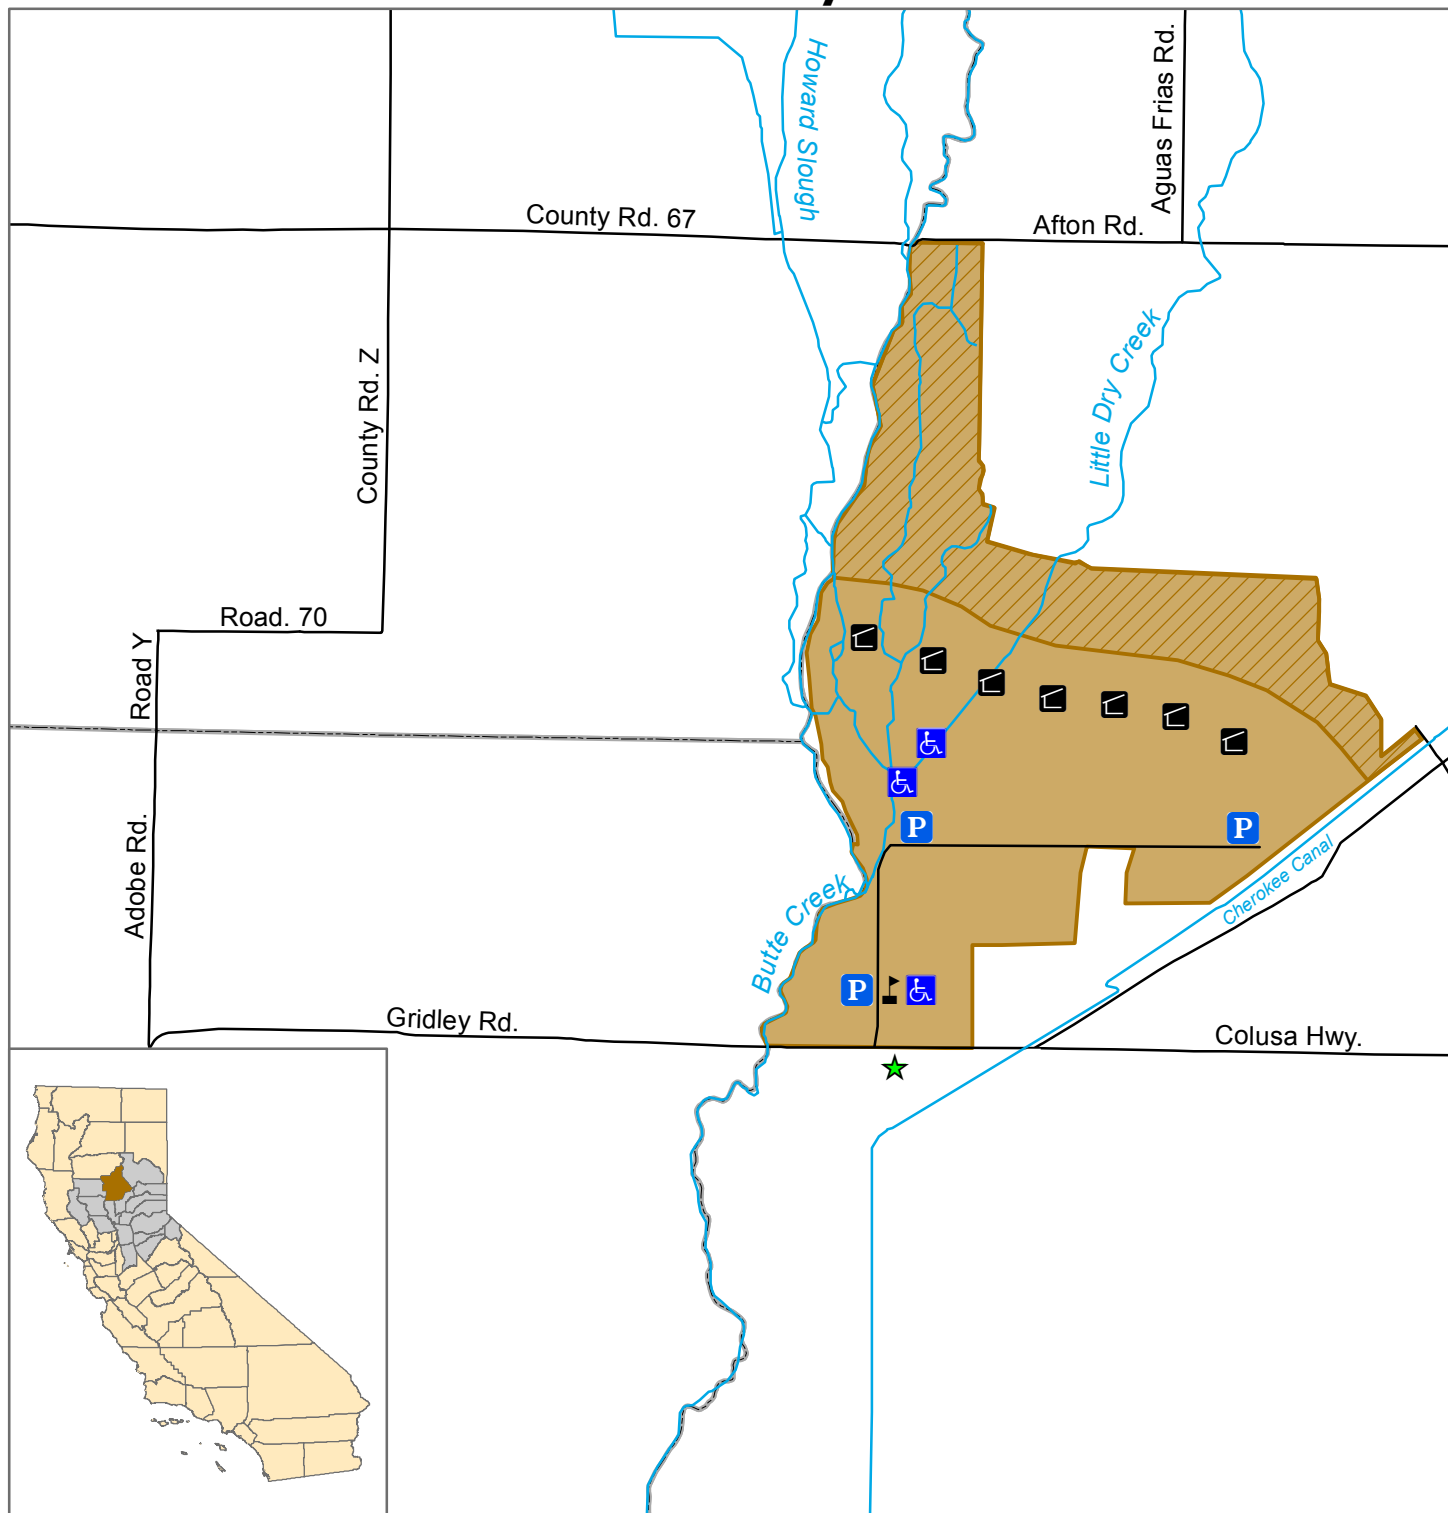 Howard Slough
Aguas Frias Rd.
County Rd. 67
Afton Rd.
County Rd. Z
Little Dry Creek
Road. 70
Road Y
P
P
Adobe Rd.
Cherokee Canal
Butte Creek
P
Gridley Rd.
Colusa Hwy.